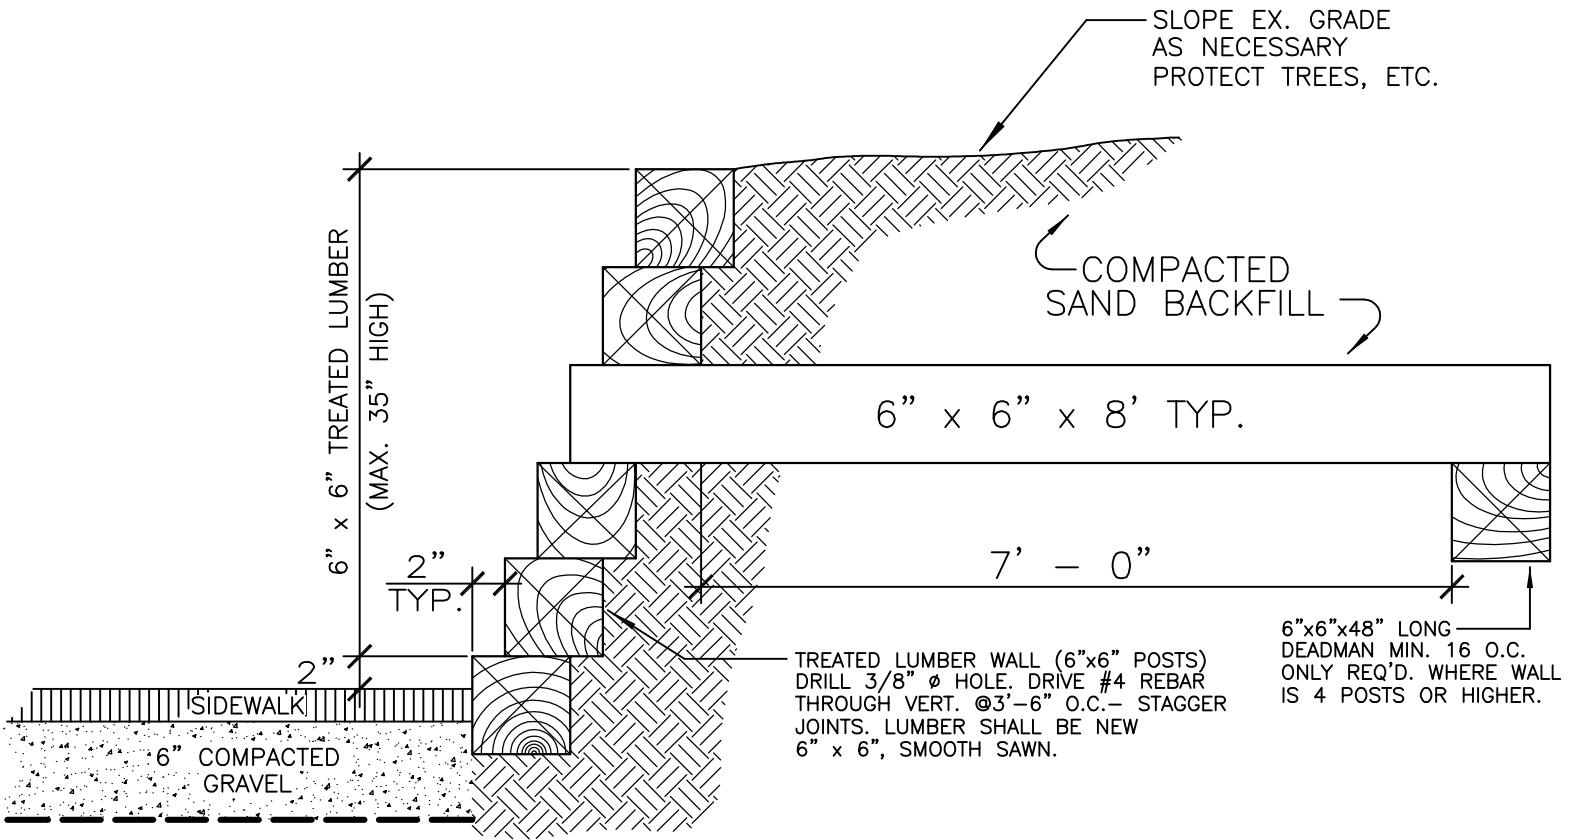 SLOPE EX. GRADE
AS NECESSARY
PROTECT TREES, ETC.
COMPACTED
SAND BACKFILL
6" x 6" TREATED LUMBER
(MAX. 35" HIGH)
6" x 6" x 8' TYP.
2"
TYP.
7' - 0"
2"
SIDEWALK
6" COMPACTED
GRAVEL
TREATED LUMBER WALL (6"x6" POSTS)
DRILL 3/8" ø HOLE. DRIVE #4 REBAR
THROUGH VERT. @3'-6" O.C.- STAGGER
JOINTS. LUMBER SHALL BE NEW
6" x 6", SMOOTH SAWN.
6"x6"x48" LONG
DEADMAN MIN. 16 O.C.
ONLY REQ'D. WHERE WALL
IS 4 POSTS OR HIGHER.